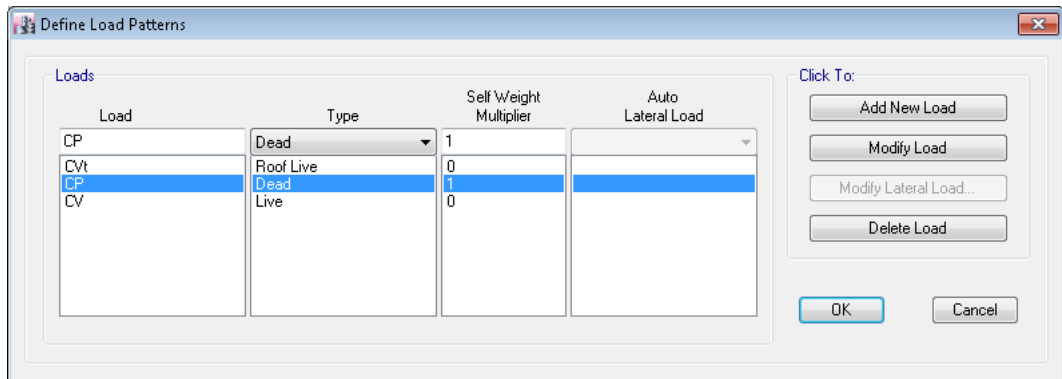 Define Load Patterns
Loads
Load Type Self Weight Multiplier Auto Lateral Load
CP Dead 1
CVt Roof Live 0
CP Dead 1
CV Live 0
Click To:
Add New Load
Modify Load
Modify Lateral Load...
Delete Load
OK Cancel